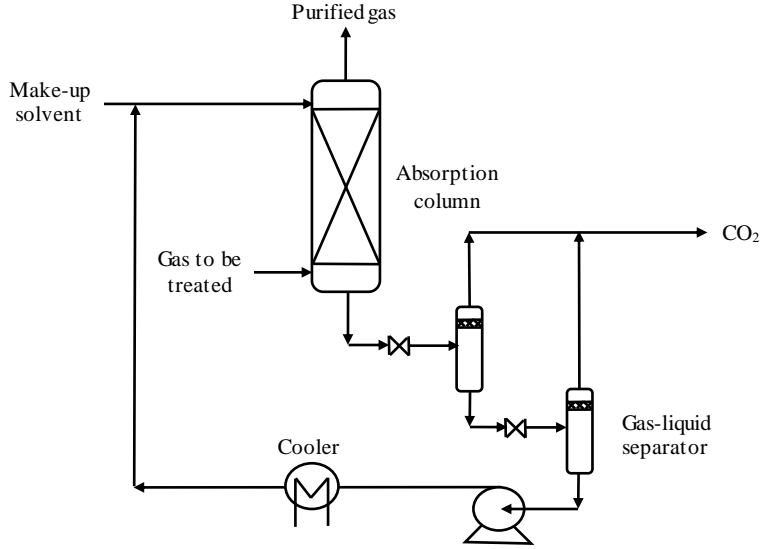 Purified gas
Make-up
solvent
Absorption
column
CO₂
Gas to be
treated
Gas-liquid
separator
Cooler